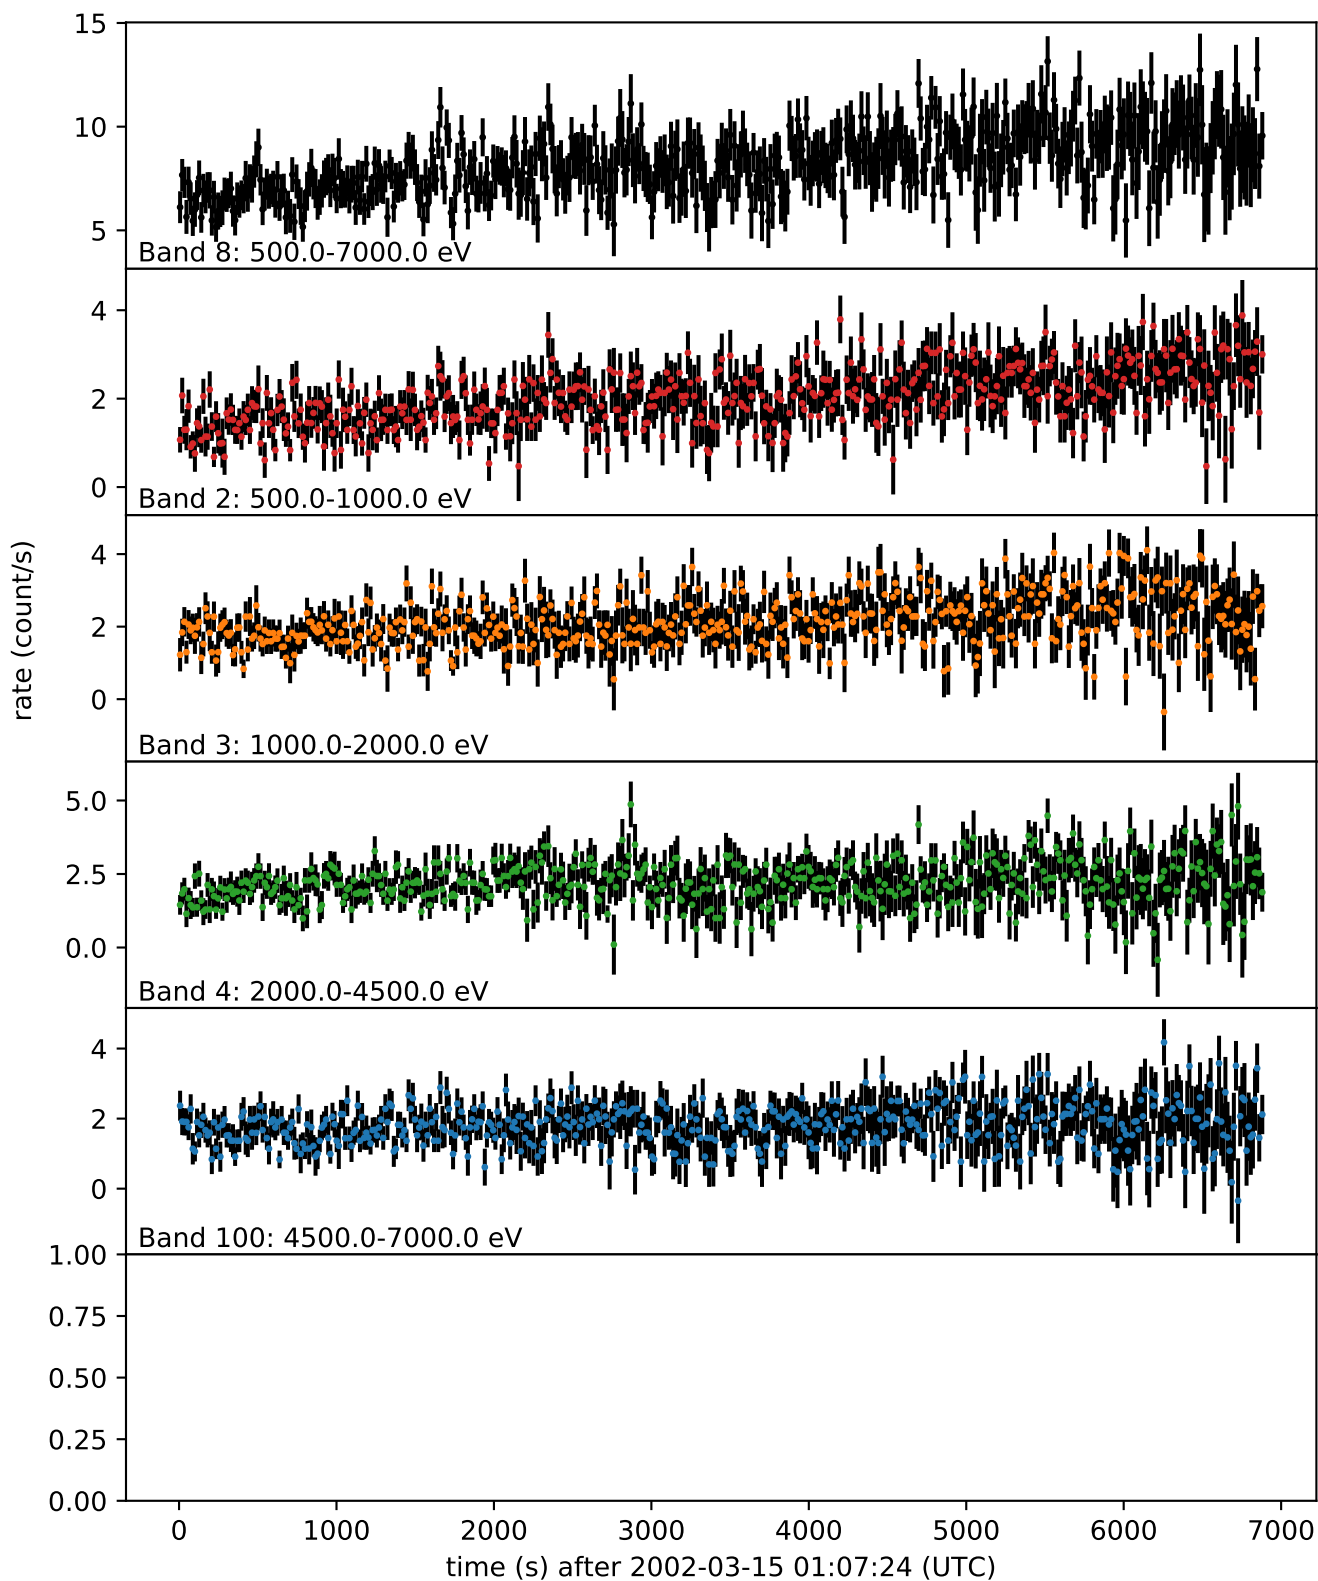 15
10
5
Band 8: 500.0-7000.0 eV
4
2
0
Band 2: 500.0-1000.0 eV
4
2
0
Band 3: 1000.0-2000.0 eV
rate (count/s)
5.0
2.5
0.0
Band 4: 2000.0-4500.0 eV
4
2
0
Band 100: 4500.0-7000.0 eV
1.00
0.75
0.50
0.25
0.00
0 1000 2000 3000 4000 5000 6000 7000
time (s) after 2002-03-15 01:07:24 (UTC)